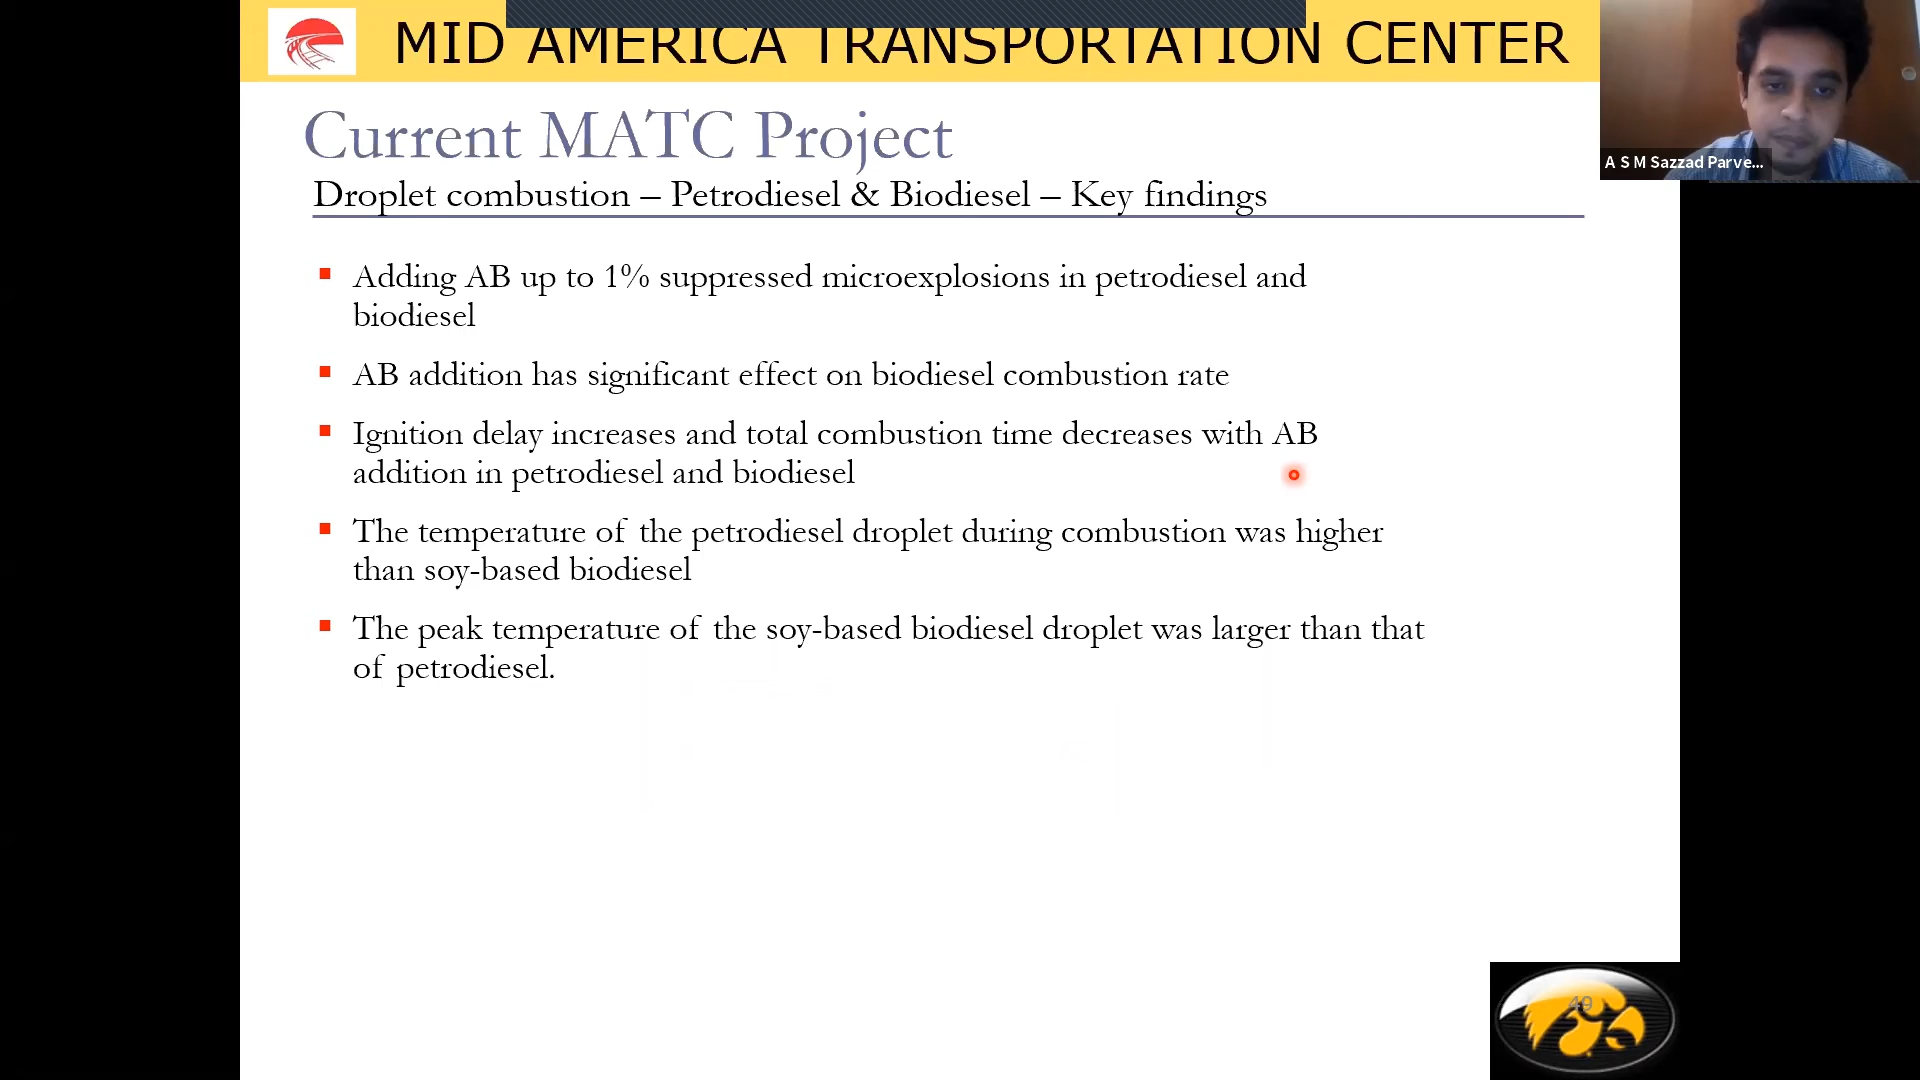 MID AMERICA TRANSPORTATION CENTER
A S M Sazzad Parve...
Current MATC Project
Droplet combustion – Petrodiesel & Biodiesel – Key findings
▪ Adding AB up to 1% suppressed microexplosions in petrodiesel and
biodiesel
▪ AB addition has significant effect on biodiesel combustion rate
▪ Ignition delay increases and total combustion time decreases with AB
addition in petrodiesel and biodiesel
▪ The temperature of the petrodiesel droplet during combustion was higher
than soy-based biodiesel
▪ The peak temperature of the soy-based biodiesel droplet was larger than that
of petrodiesel.
49